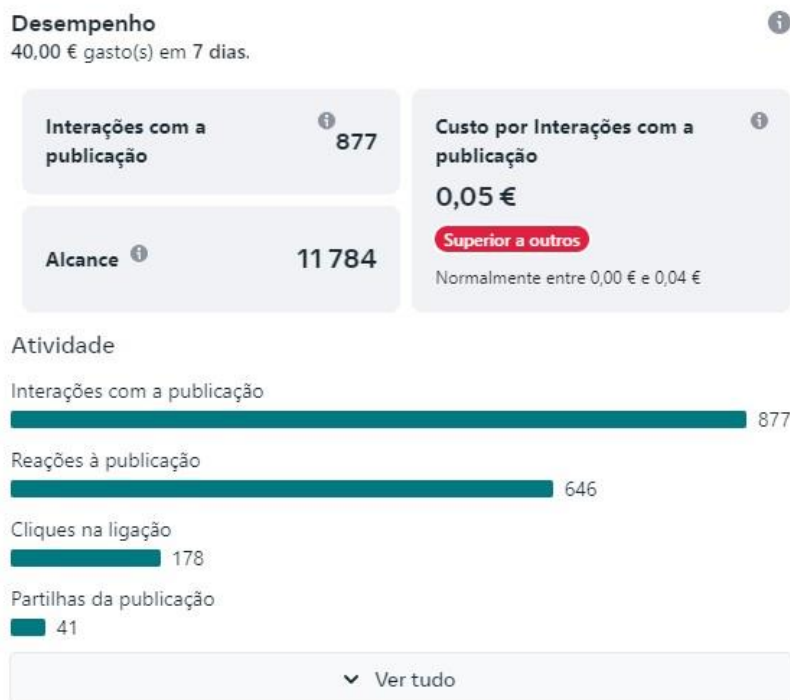 Desempenho
40,00 € gasto(s) em 7 dias.
Interações com a
publicação
877
Custo por Interações com a
publicação
0,05 €
Superior a outros
Normalmente entre 0,00 € e 0,04 €
Alcance
11 784
Atividade
Interações com a publicação
877
Reações à publicação
646
Cliques na ligação
178
Partilhas da publicação
41
Ver tudo